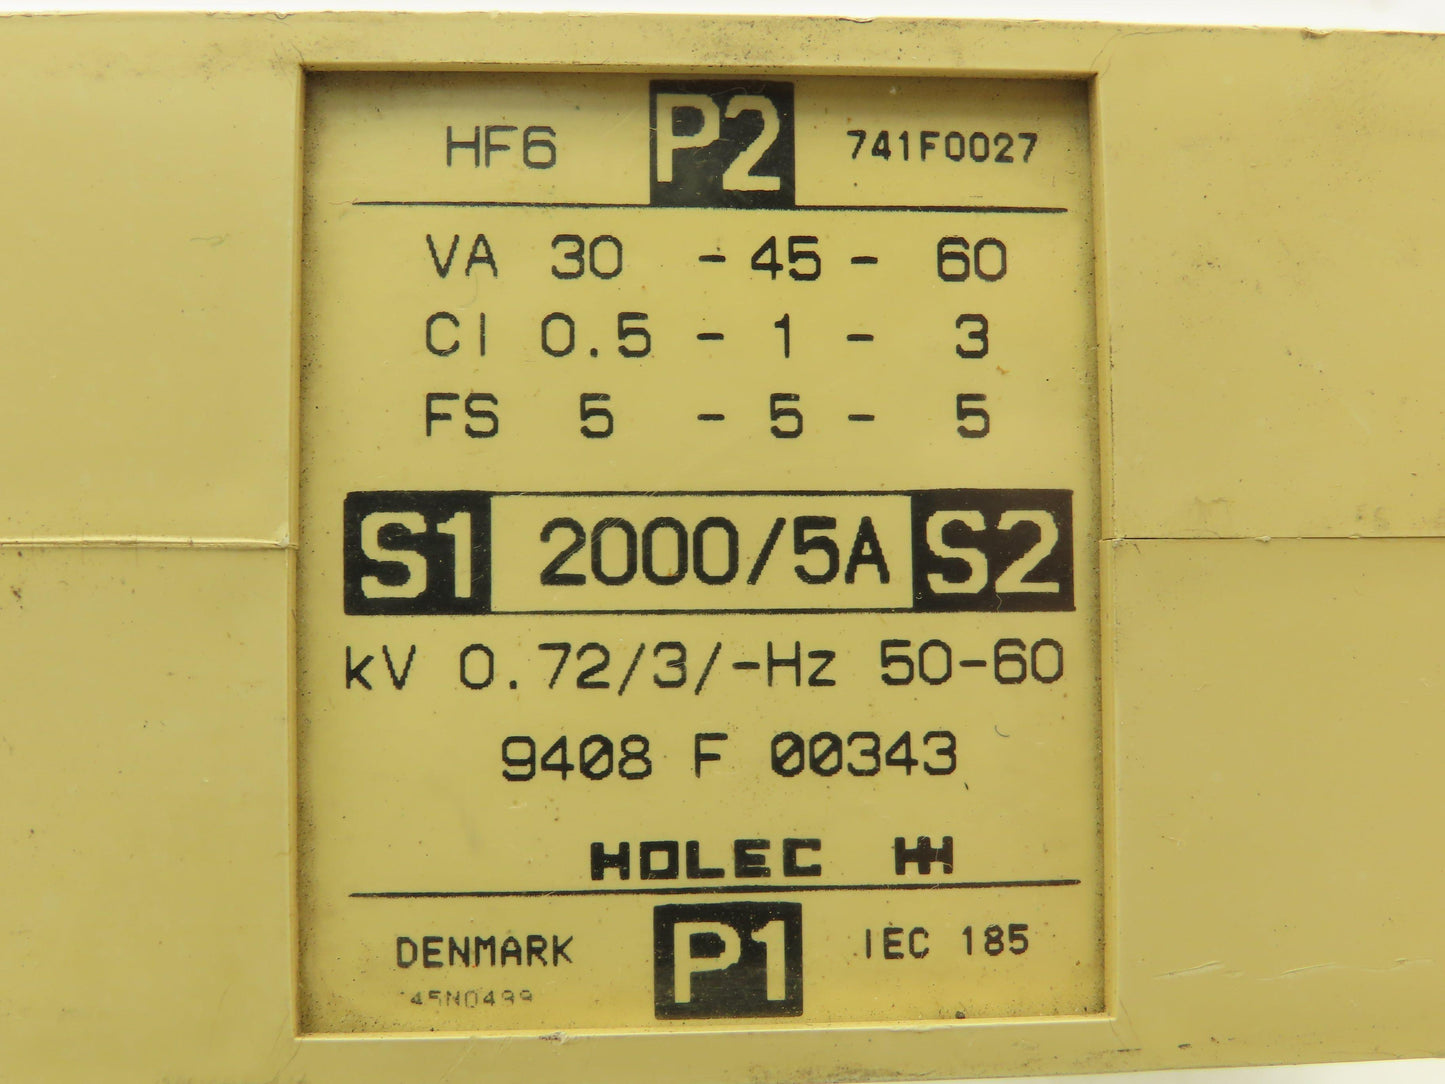 HF6 P2 741F0027
VA 30 - 45 - 60
Cl 0.5 - 1 - 3
FS 5 - 5 - 5
S1 2000/5A S2
kV 0.72/3/-Hz 50-60
9408 F 00343
HOLEC
DENMARK P1 IEC 185